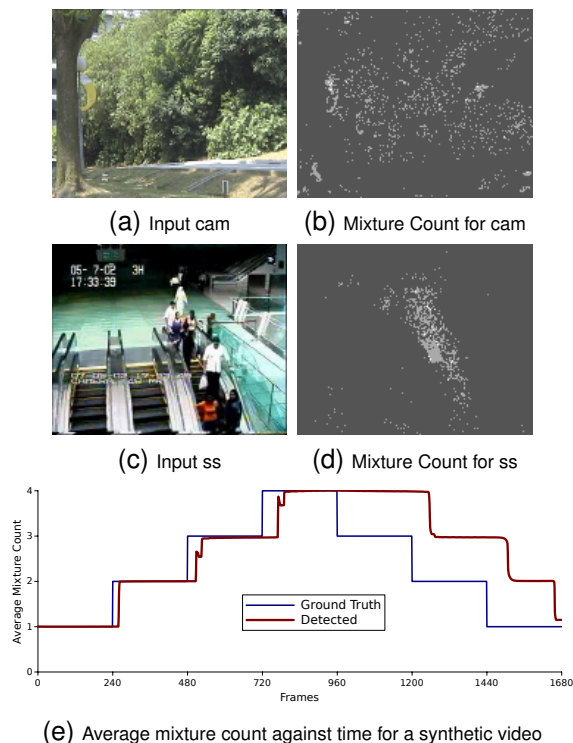 (a) Input cam
(b) Mixture Count for cam
05- 7-02 3H
17:33:39
(c) Input ss
(d) Mixture Count for ss
Average Mixture Count
4
3
2
1
0
Ground Truth
Detected
0 240 480 720 960 1200 1440 1680
Frames
(e) Average mixture count against time for a synthetic video